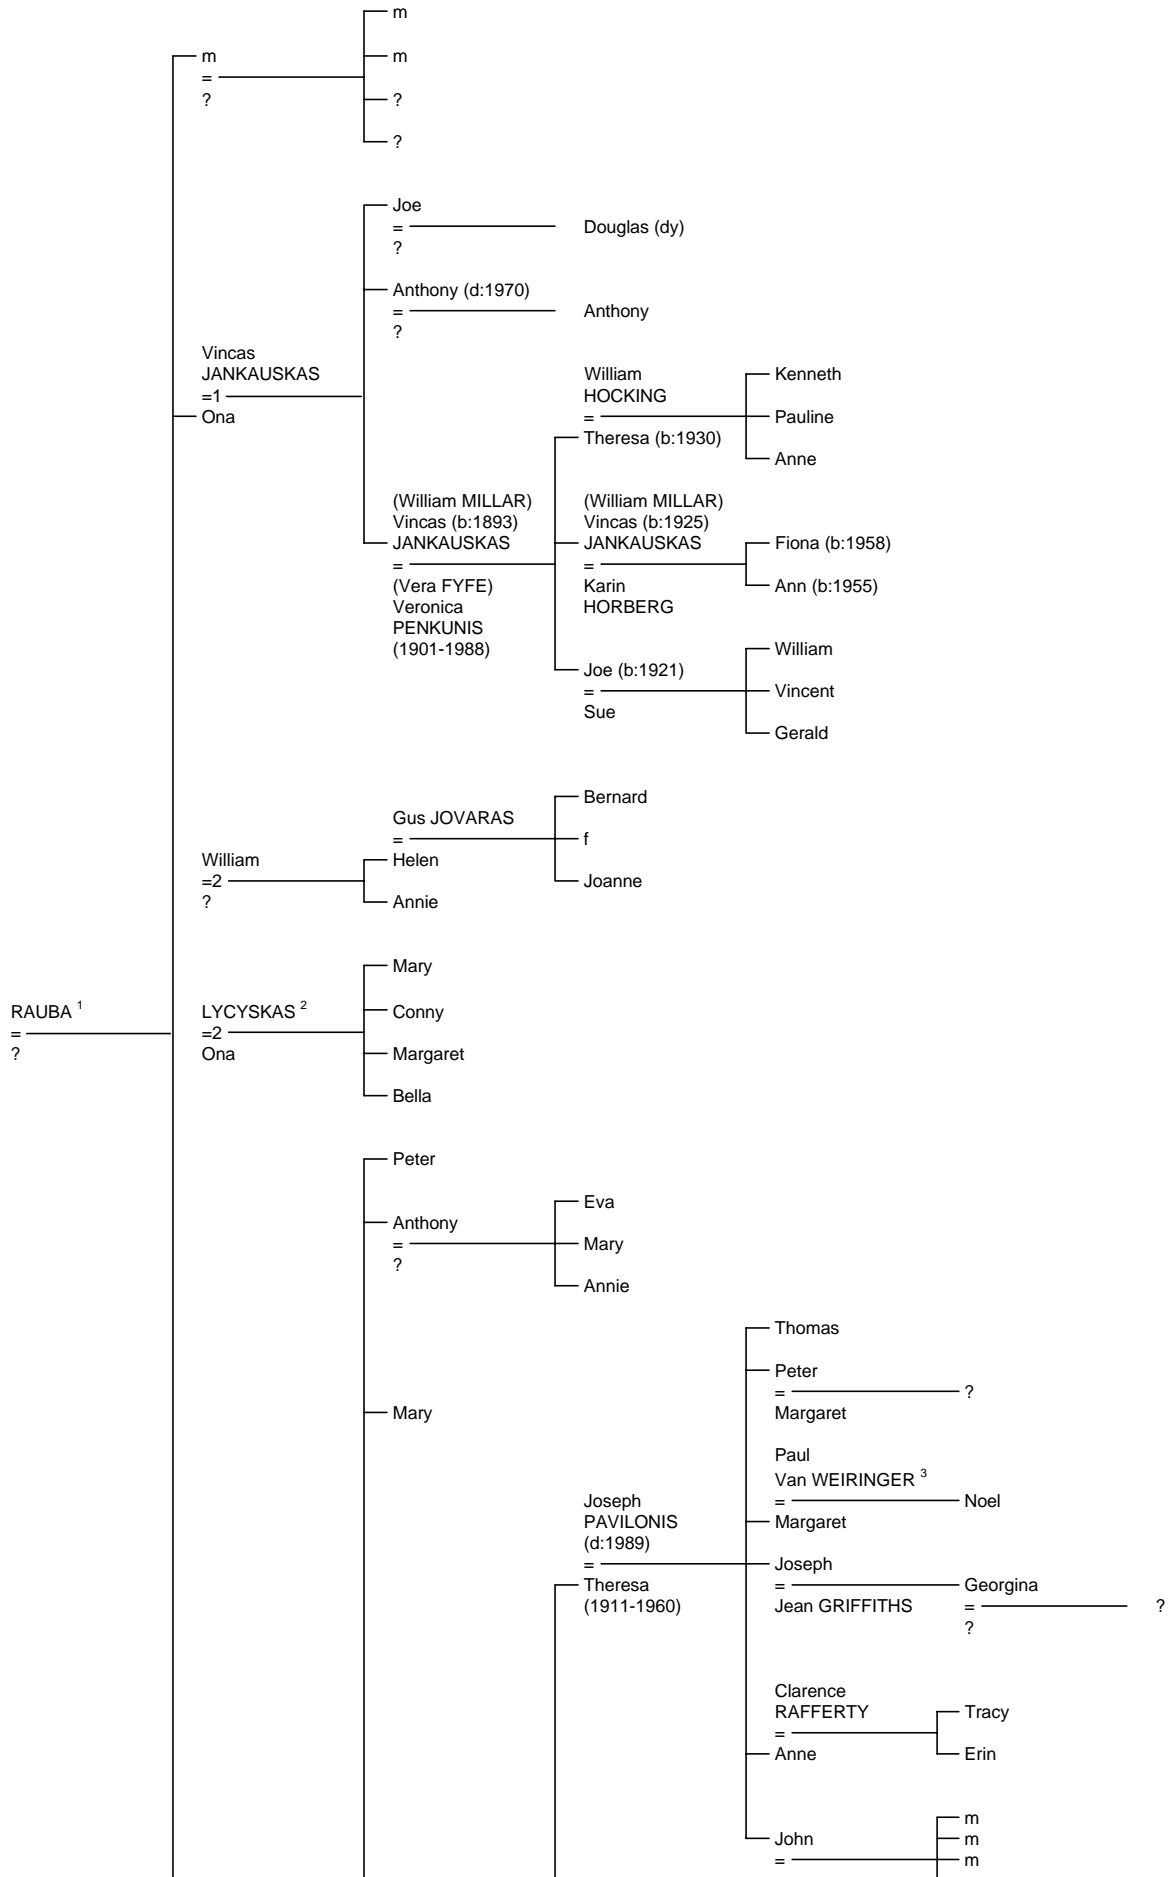 m
m
m
=
?
?
?
Joe
=
?
Douglas (dy)
Anthony (d:1970)
=
?
Anthony
Vincas
JANKAUSKAS
=1
Ona
William
HOCKING
=
Theresa (b:1930)
Kenneth
Pauline
Anne
(William MILLAR)
Vincas (b:1893)
JANKAUSKAS
=
(Vera FYFE)
Veronica
PENKUNIS
(1901-1988)
(William MILLAR)
Vincas (b:1925)
JANKAUSKAS
=
Karin
HORBERG
Fiona (b:1958)
Ann (b:1955)
Joe (b:1921)
=
Sue
William
Vincent
Gerald
Gus JOVARAS
=
Helen
Annie
Bernard
f
Joanne
William
=2
?
Mary
Conny
Margaret
Bella
RAUBA 1
=
?
LYCYSKAS 2
=2
Ona
Peter
Anthony
=
?
Eva
Mary
Annie
Mary
Thomas
Peter
=
Margaret
?
Paul
Van WEIRINGER 3
=
Margaret
Noel
Joseph
PAVILONIS
(d:1989)
=
Theresa
(1911-1960)
Joseph
=
Jean GRIFFITHS
Georgina
=
?
?
Clarence
RAFFERTY
=
Anne
Tracy
Erin
John
=
m
m
m